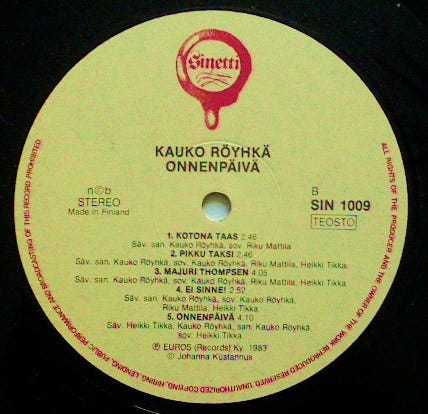 Sinetti
KAUKO RÖYHKÄ
ONNENPÄIVÄ
n©b
STEREO
Made in Finland
B
SIN 1009
TEOSTO
1. KOTONA TAAS 2.46
Säv. san. Kauko Röyhkä, sov. Riku Mattila
2. PIKKU TAKSI 2.46
Säv. san. Kauko Röyhkä, sov. Kauko Röyhkä, Riku Mattila, Heikki Tikka
3. MAJURI THOMPSEN 4.05
Säv. san. Kauko Röyhkä, sov. Riku Mattila, Heikki Tikka
4. EI SINNE! 2.52
Säv. san. Kauko Röyhkä, sov. Kauko Röyhkä,
Riku Mattila, Heikki Tikka
5. ONNENPÄIVÄ 4.10
Säv. Heikki Tikka, Kauko Röyhkä, san. Kauko Röyhkä,
sov. Heikki Tikka
℗ EUROS (Records) Ky. 1983
© Johanna Kustannus
ALL RIGHTS OF THE PRODUCER AND THE OWNER OF THE WORK REPRODUCED RESERVED. UNAUTHORIZED COPYING, HIRING, LENDING, PUBLIC PERFORMANCE AND BROADCASTING OF THIS RECORD PROHIBITED.